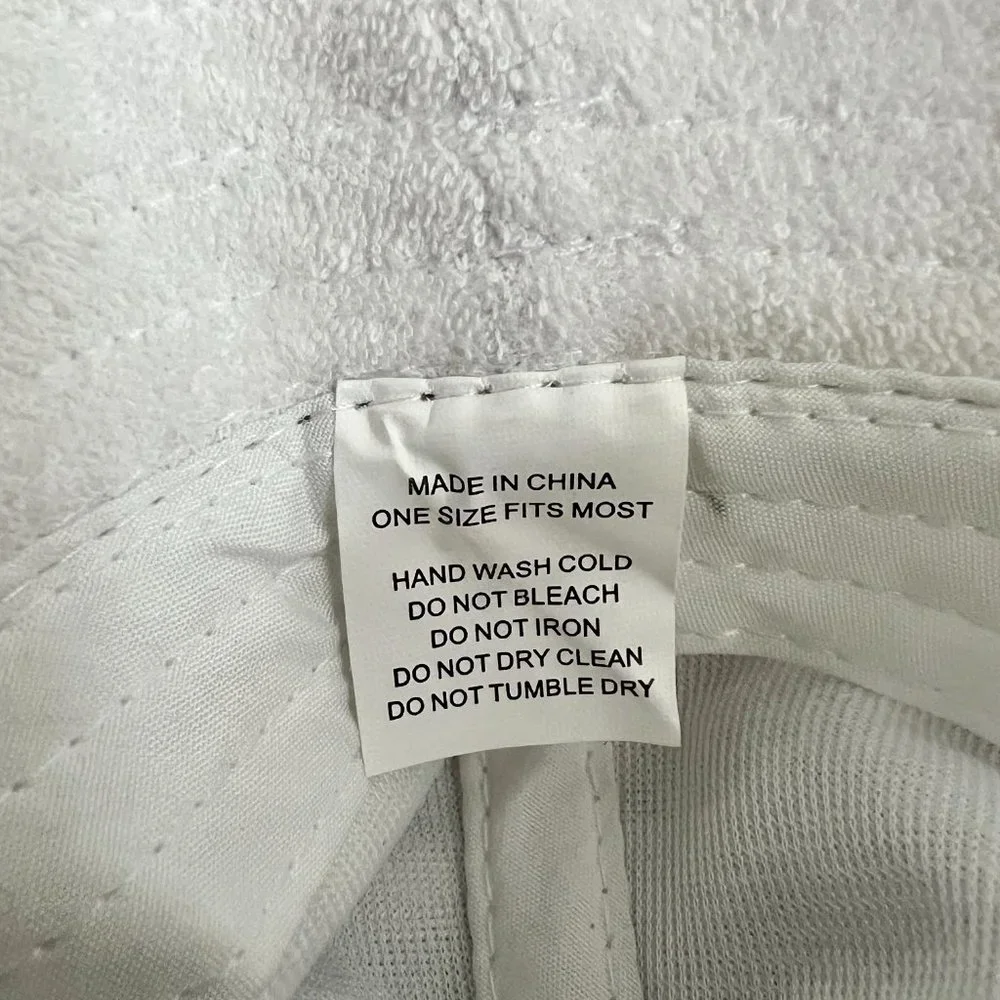 MADE IN CHINA
ONE SIZE FITS MOST
HAND WASH COLD
DO NOT BLEACH
DO NOT IRON
DO NOT DRY CLEAN
DO NOT TUMBLE DRY